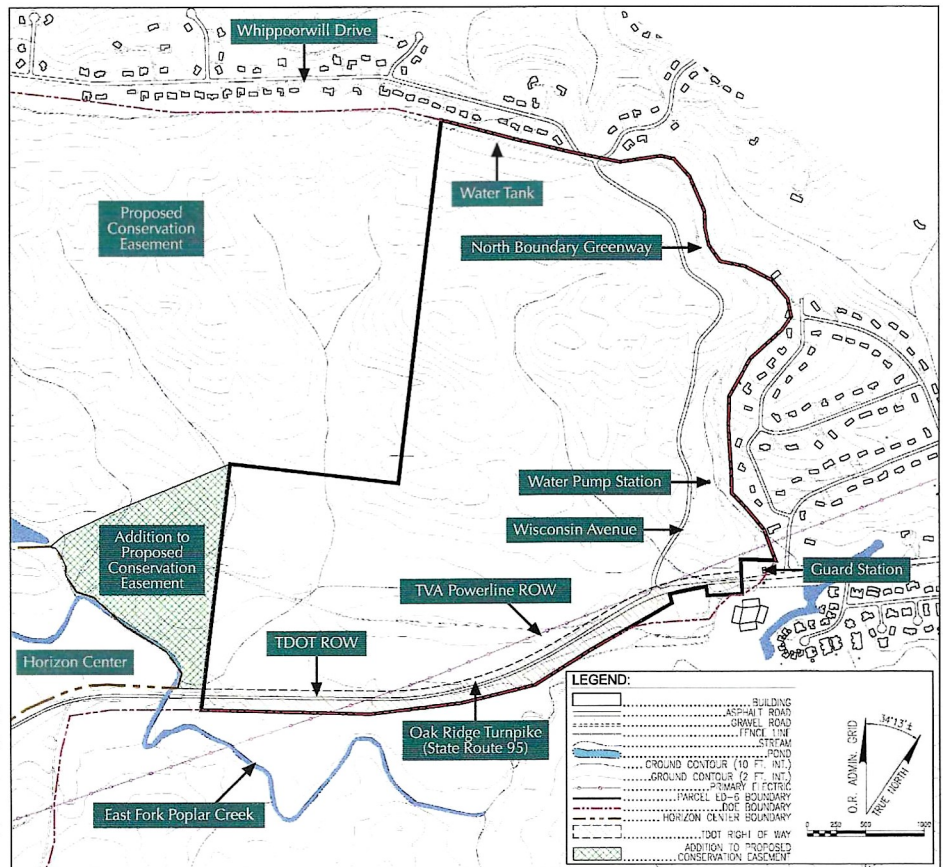 Whippoorwill Drive
Water Tank
Proposed
Conservation
Easement
North Boundary Greenway
Water Pump Station
Wisconsin Avenue
Addition to
Proposed
Conservation
Easement
Guard Station
TVA Powerline ROW
TDOT ROW
Horizon Center
Oak Ridge Turnpike
(State Route 95)
East Fork Poplar Creek
LEGEND:
BUILDING
ASPHALT ROAD
GRAVEL ROAD
FENCE LINE
STREAM
POND
GROUND CONTOUR (10 FT. INT.)
GROUND CONTOUR (2 FT. INT.)
PRIMARY ELECTRIC
PARCEL ED-6 BOUNDARY
DOE BOUNDARY
HORIZON CENTER BOUNDARY
TDOT RIGHT OF WAY
ADDITION TO PROPOSED
CONSERVATION EASEMENT
34°13'±
O.R. ADMIN. GRID
TRUE NORTH
500 0 500 1000